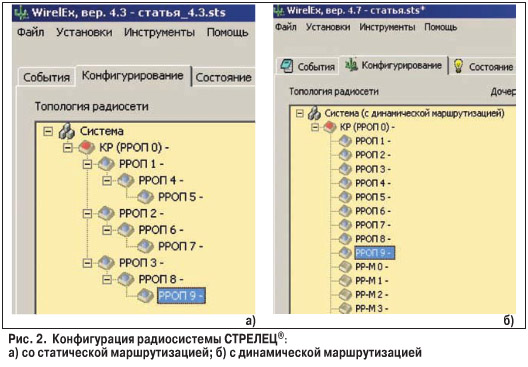 WirelEx, вер. 4.3 - статья_4.3.sts
Файл Установки Инструменты Помощь
События Конфигурирование Состояние
Топология радиосети
Система
КР (РРОП 0) -
РРОП 1 -
РРОП 4 -
РРОП 5 -
РРОП 2 -
РРОП 6 -
РРОП 7 -
РРОП 3 -
РРОП 8 -
РРОП 9 -
а)
WirelEx, вер. 4.7 - статья.sts*
Файл Установки Инструменты Помощь
События Конфигурирование Состояние
Топология радиосети Дочер
Система (с динамической маршрутизацией)
КР (РРОП 0) -
РРОП 1 -
РРОП 2 -
РРОП 3 -
РРОП 4 -
РРОП 5 -
РРОП 6 -
РРОП 7 -
РРОП 8 -
РРОП 9 -
РР-М 0 -
РР-М 1 -
РР-М 2 -
РР-М 3 -
б)
Рис. 2. Конфигурация радиосистемы СТРЕЛЕЦ®:
а) со статической маршрутизацией; б) с динамической маршрутизацией